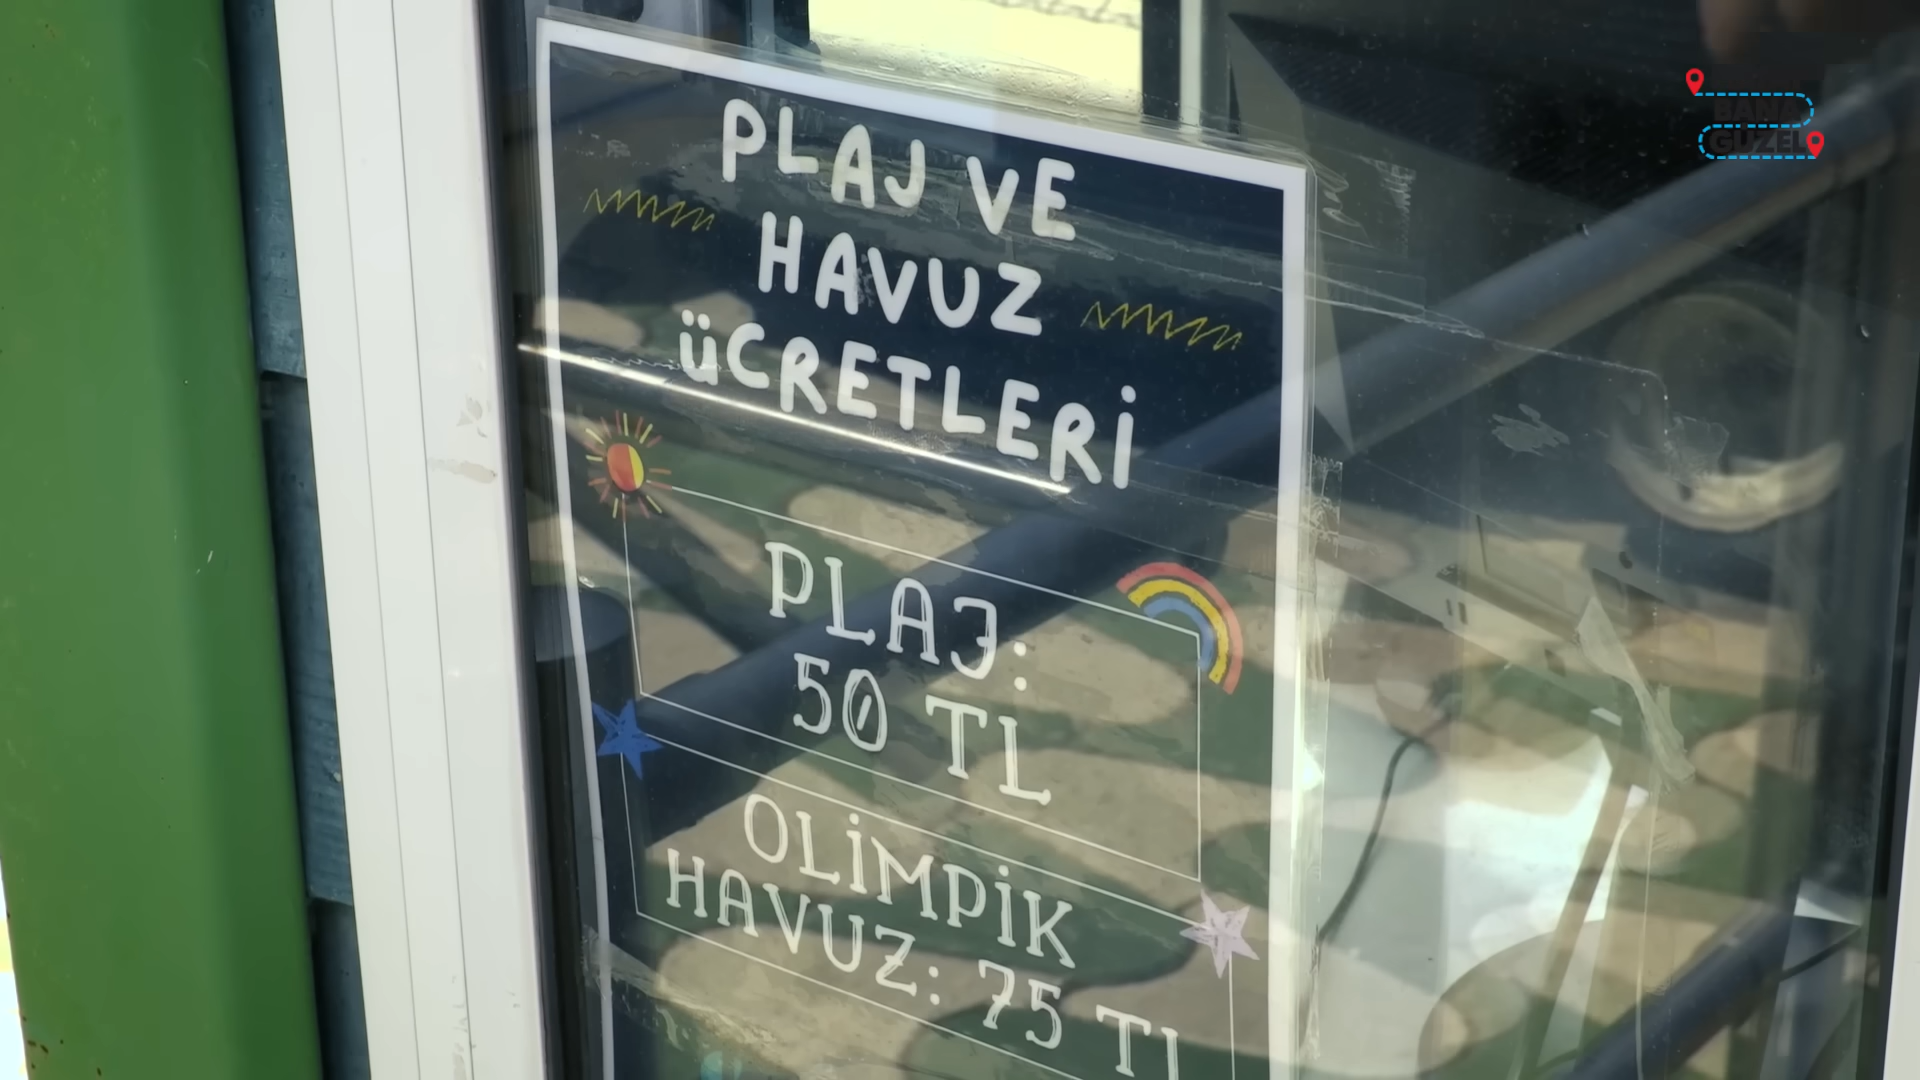 PLAJ VE
HAVUZ
ÜCRETLERİ
PLAJ:
50 TL
OLİMPİK
HAVUZ: 75 TL
BANA
GÜZEL